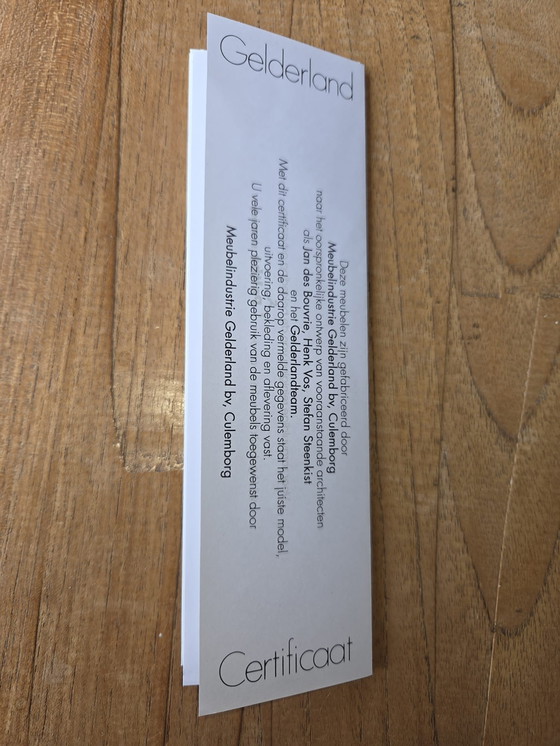 Gelderland
Certificaat
Deze meubelen zijn gefabriceerd door
Meubelindustrie Gelderland bv, Culemborg
naar het oorspronkelijke ontwerp van vooraanstaande architecten
als Jan des Bouvrie, Henk Vos, Stefan Steenkist
en het Gelderlandteam.
Met dit certificaat en de daarop vermelde gegevens staat het juiste model,
uitvoering, bekleding en aflevering vast.
U vele jaren plezierig gebruik van de meubels toegewenst door
Meubelindustrie Gelderland bv, Culemborg